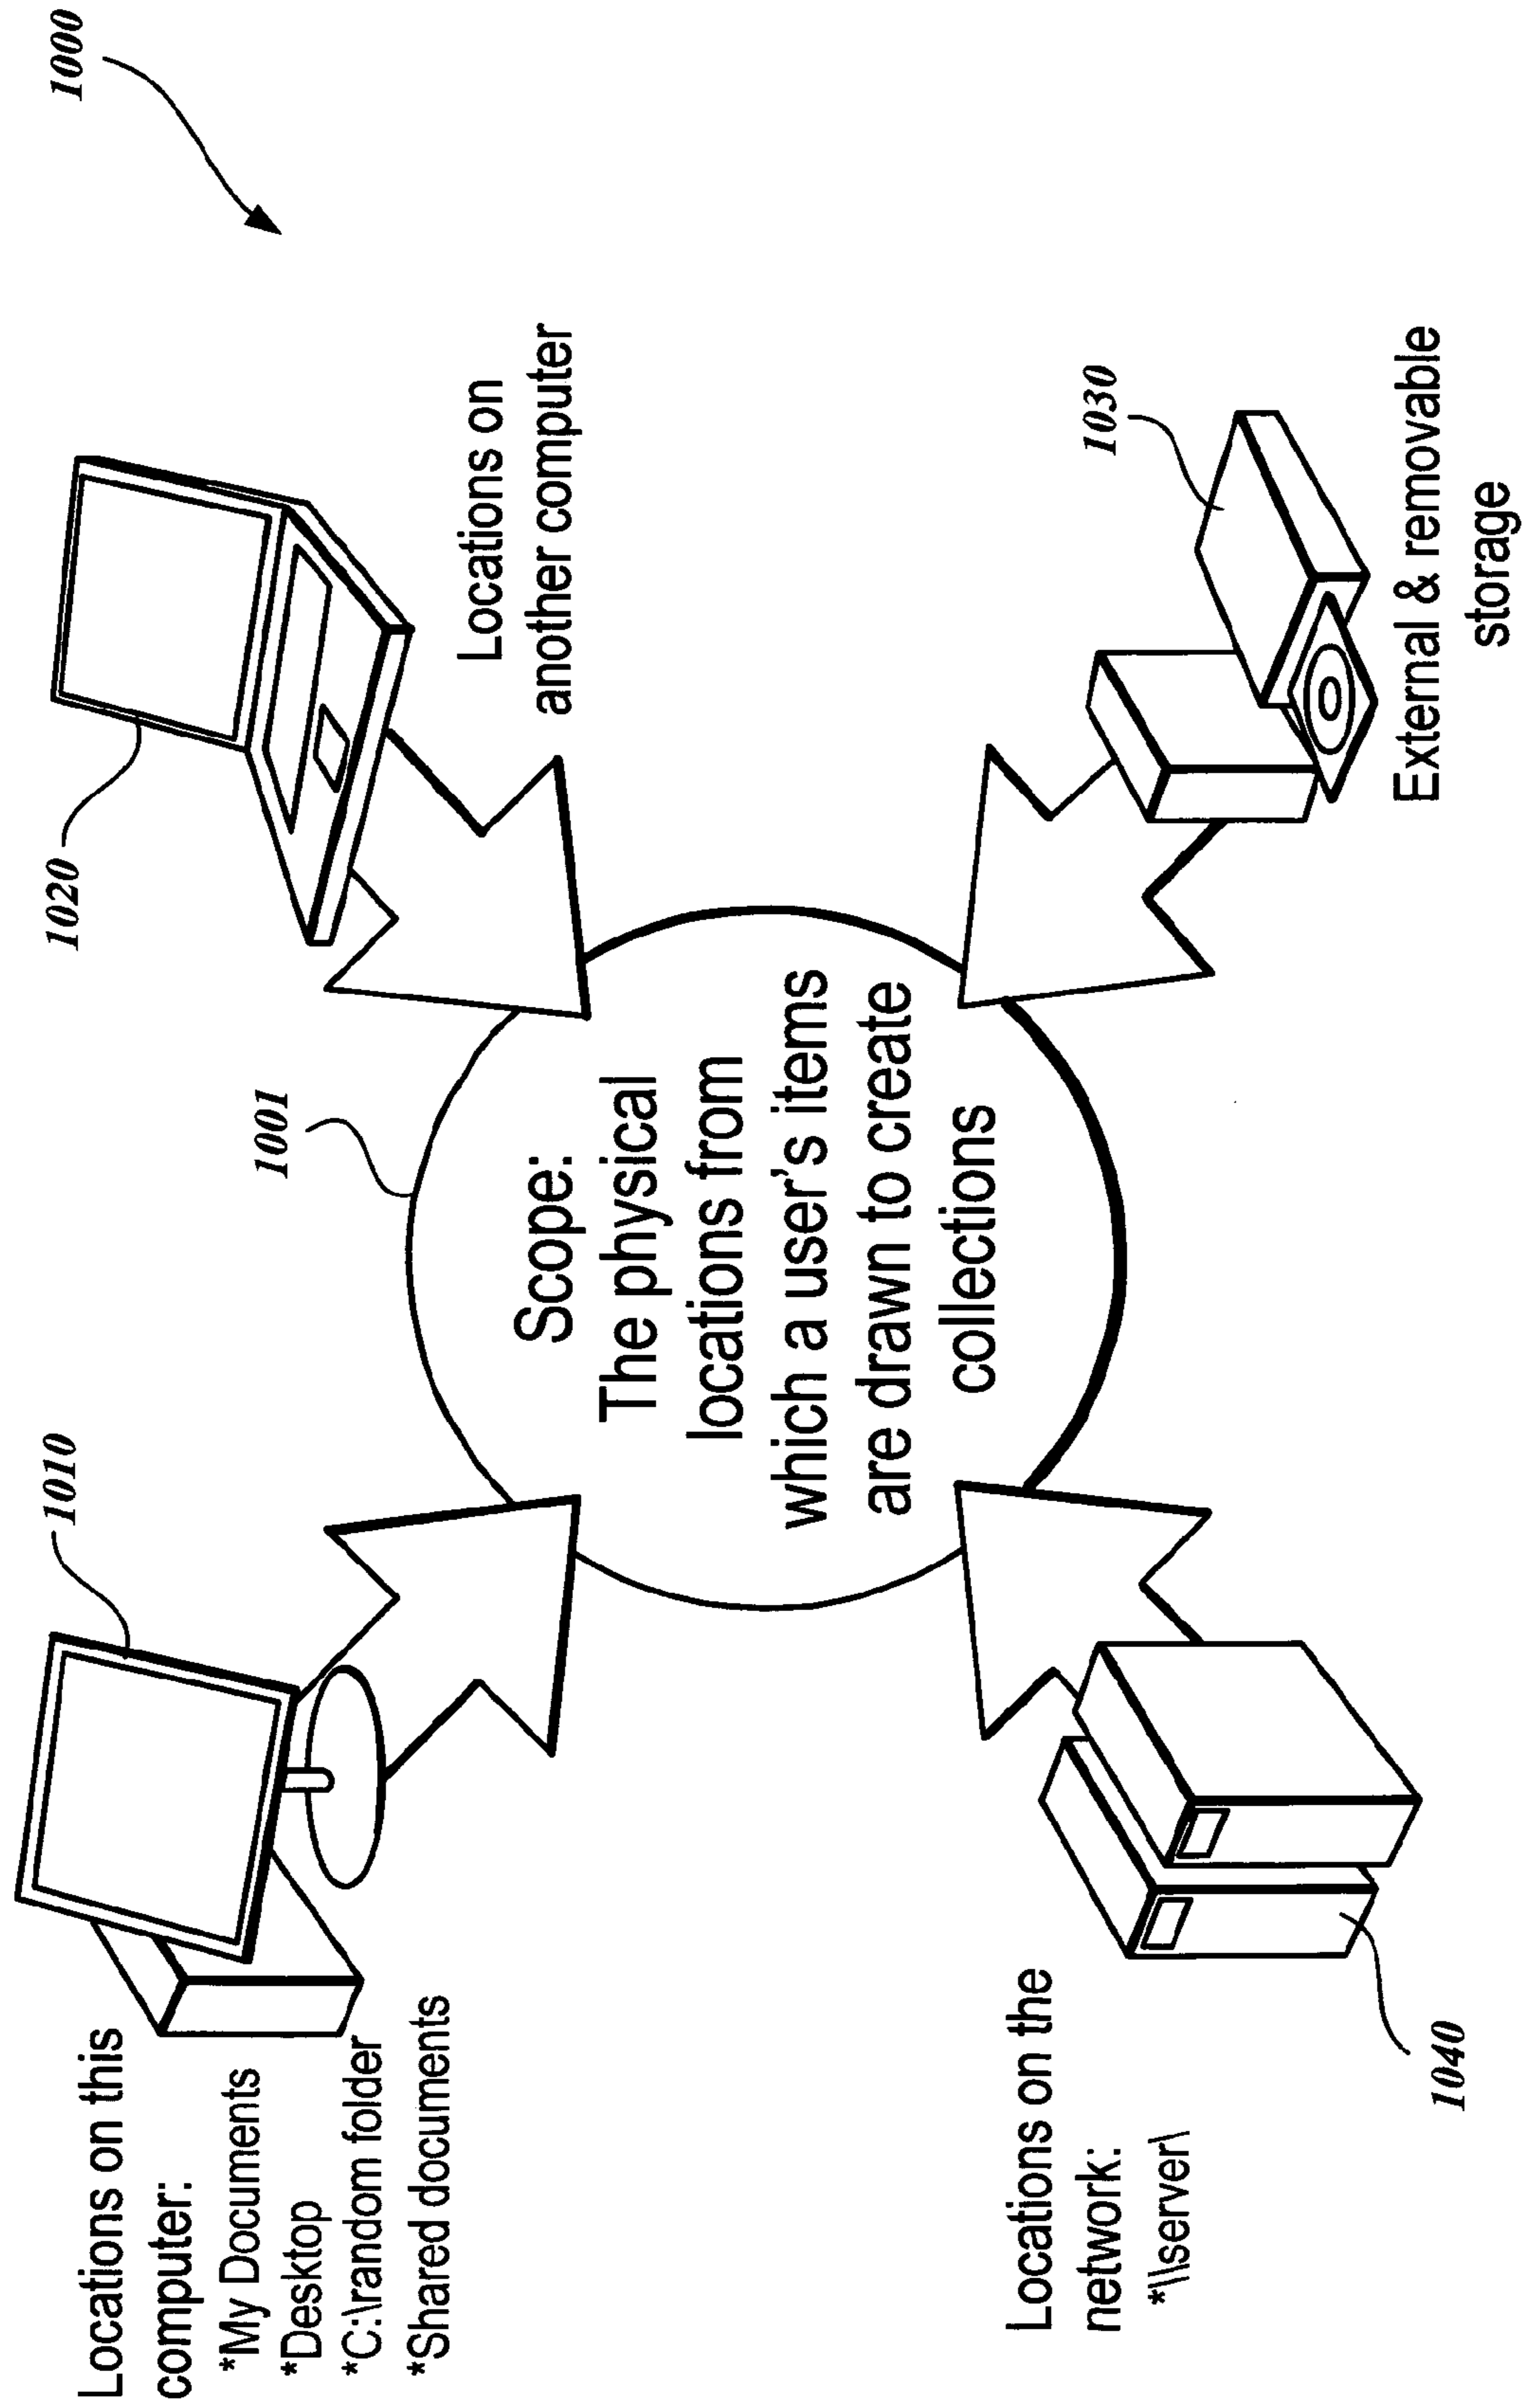 1000
1010
1020
Locations on this
computer:
*My Documents
*Desktop
*C:\random folder
*Shared documents
Locations on
another computer
1001
Scope:
The physical
locations from
which a user's items
are drawn to create
collections
Locations on the
network:
*\\server\
1040
1030
External & removable
storage